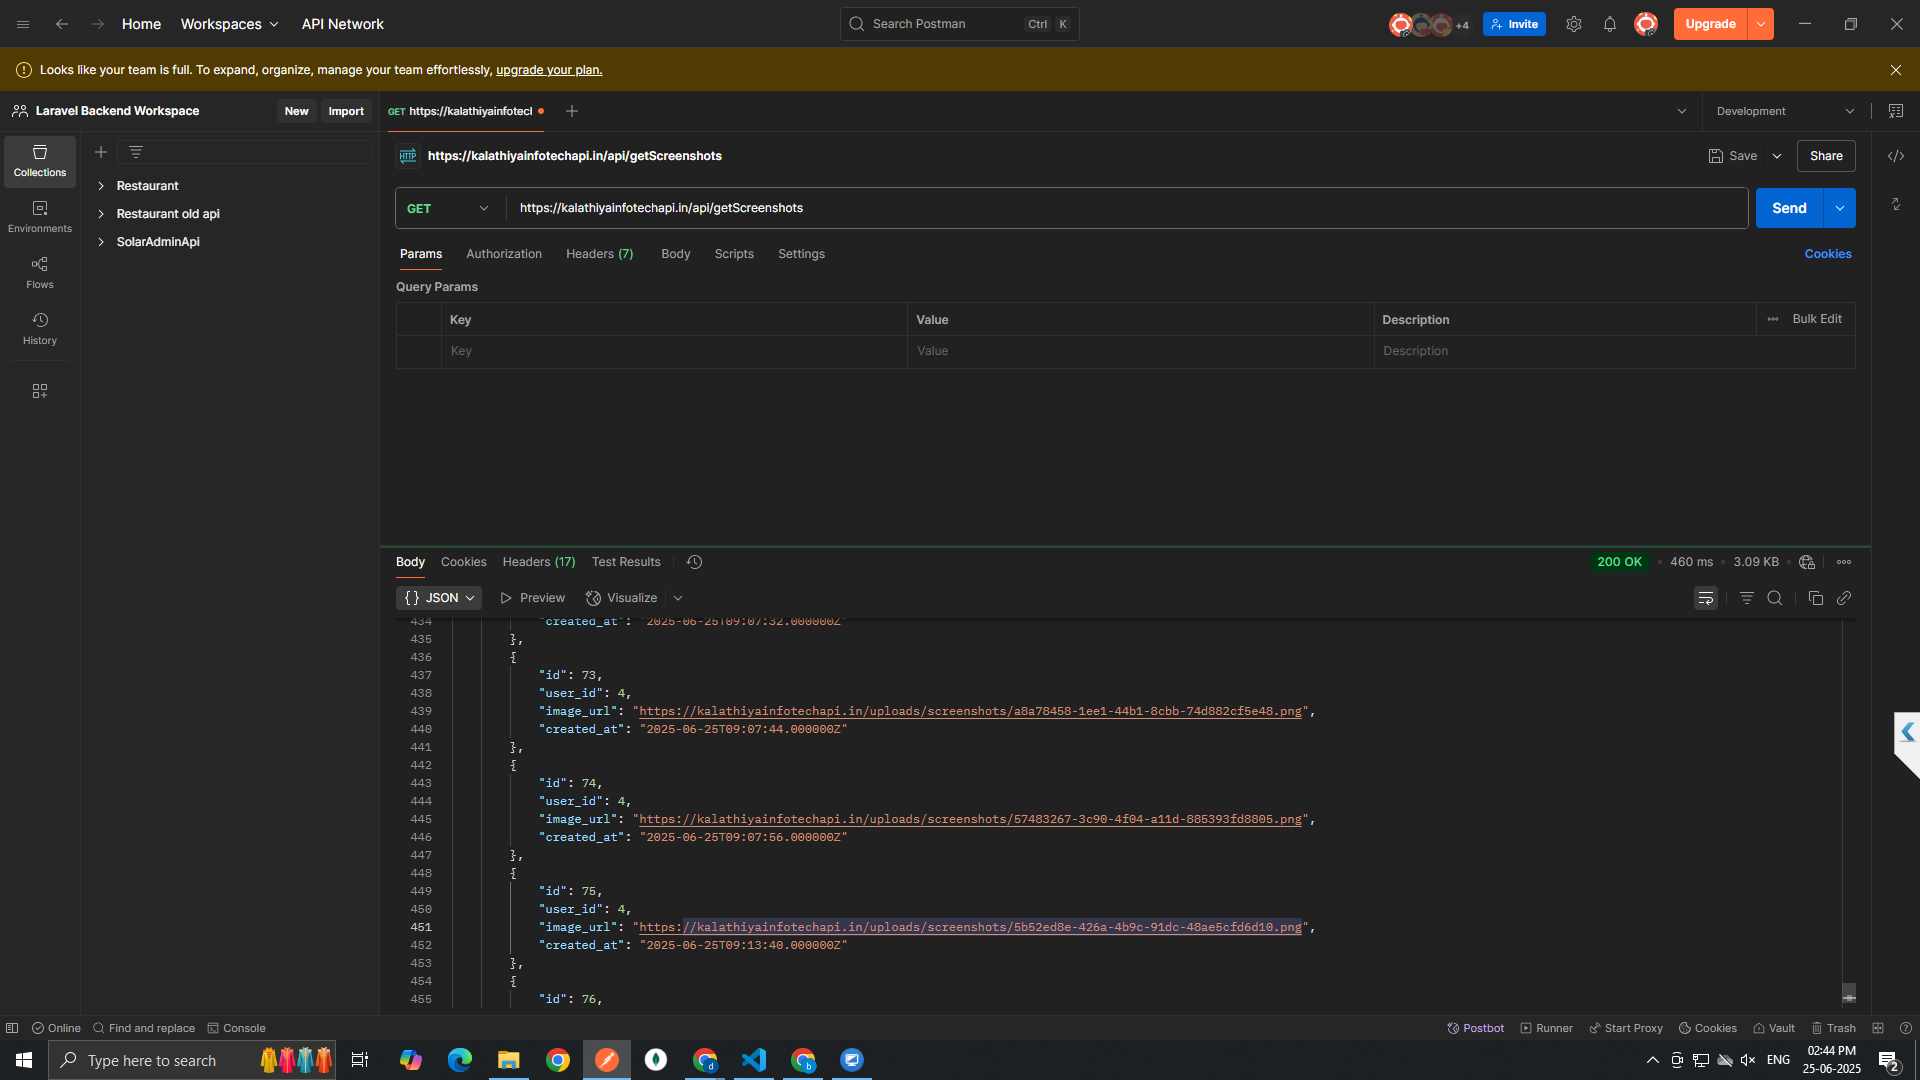 Home Workspaces API Network Search Postman Ctrl K +4 Invite Upgrade
Looks like your team is full. To expand, organize, manage your team effortlessly, upgrade your plan.
Laravel Backend Workspace New Import GET https://kalathiyainfotecl Development
HTTP https://kalathiyainfotechapi.in/api/getScreenshots Save Share
Collections
Restaurant
Restaurant old api
SolarAdminApi
Environments
Flows
History
GET https://kalathiyainfotechapi.in/api/getScreenshots Send
Params Authorization Headers (7) Body Scripts Settings Cookies
Query Params
Key Value Description Bulk Edit
Key Value Description
Body Cookies Headers (17) Test Results 200 OK 460 ms 3.09 KB
{} JSON Preview Visualize
434 "created_at": "2025-06-25T09:07:32.000000Z"
435 },
436 {
437 "id": 73,
438 "user_id": 4,
439 "image_url": "https://kalathiyainfotechapi.in/uploads/screenshots/a8a78458-1ee1-44b1-8cbb-74d882cf5e48.png",
440 "created_at": "2025-06-25T09:07:44.000000Z"
441 },
442 {
443 "id": 74,
444 "user_id": 4,
445 "image_url": "https://kalathiyainfotechapi.in/uploads/screenshots/57483267-3c90-4f04-a11d-885393fd8805.png",
446 "created_at": "2025-06-25T09:07:56.000000Z"
447 },
448 {
449 "id": 75,
450 "user_id": 4,
451 "image_url": "https://kalathiyainfotechapi.in/uploads/screenshots/5b52ed8e-426a-4b9c-91dc-48ae5cfd6d10.png",
452 "created_at": "2025-06-25T09:13:40.000000Z"
453 },
454 {
455 "id": 76,
Online Find and replace Console Postbot Runner Start Proxy Cookies Vault Trash
Type here to search d b ENG 02:44 PM
25-06-2025 2